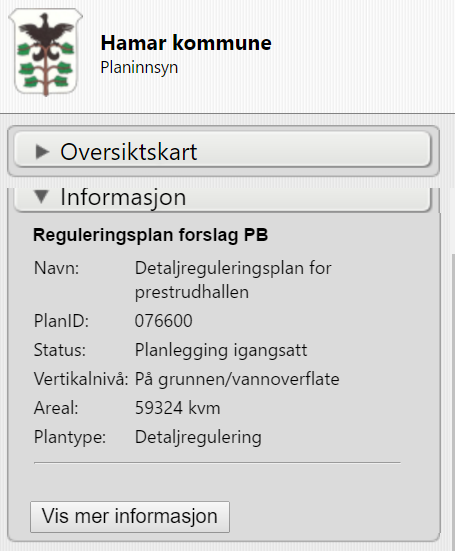 Hamar kommune
Planinnsyn
Oversiktskart
Informasjon
Reguleringsplan forslag PB
Navn: Detaljreguleringsplan for
prestrudhallen
PlanID: 076600
Status: Planlegging igangsatt
Vertikalnivå: På grunnen/vannoverflate
Areal: 59324 kvm
Plantype: Detaljregulering
Vis mer informasjon